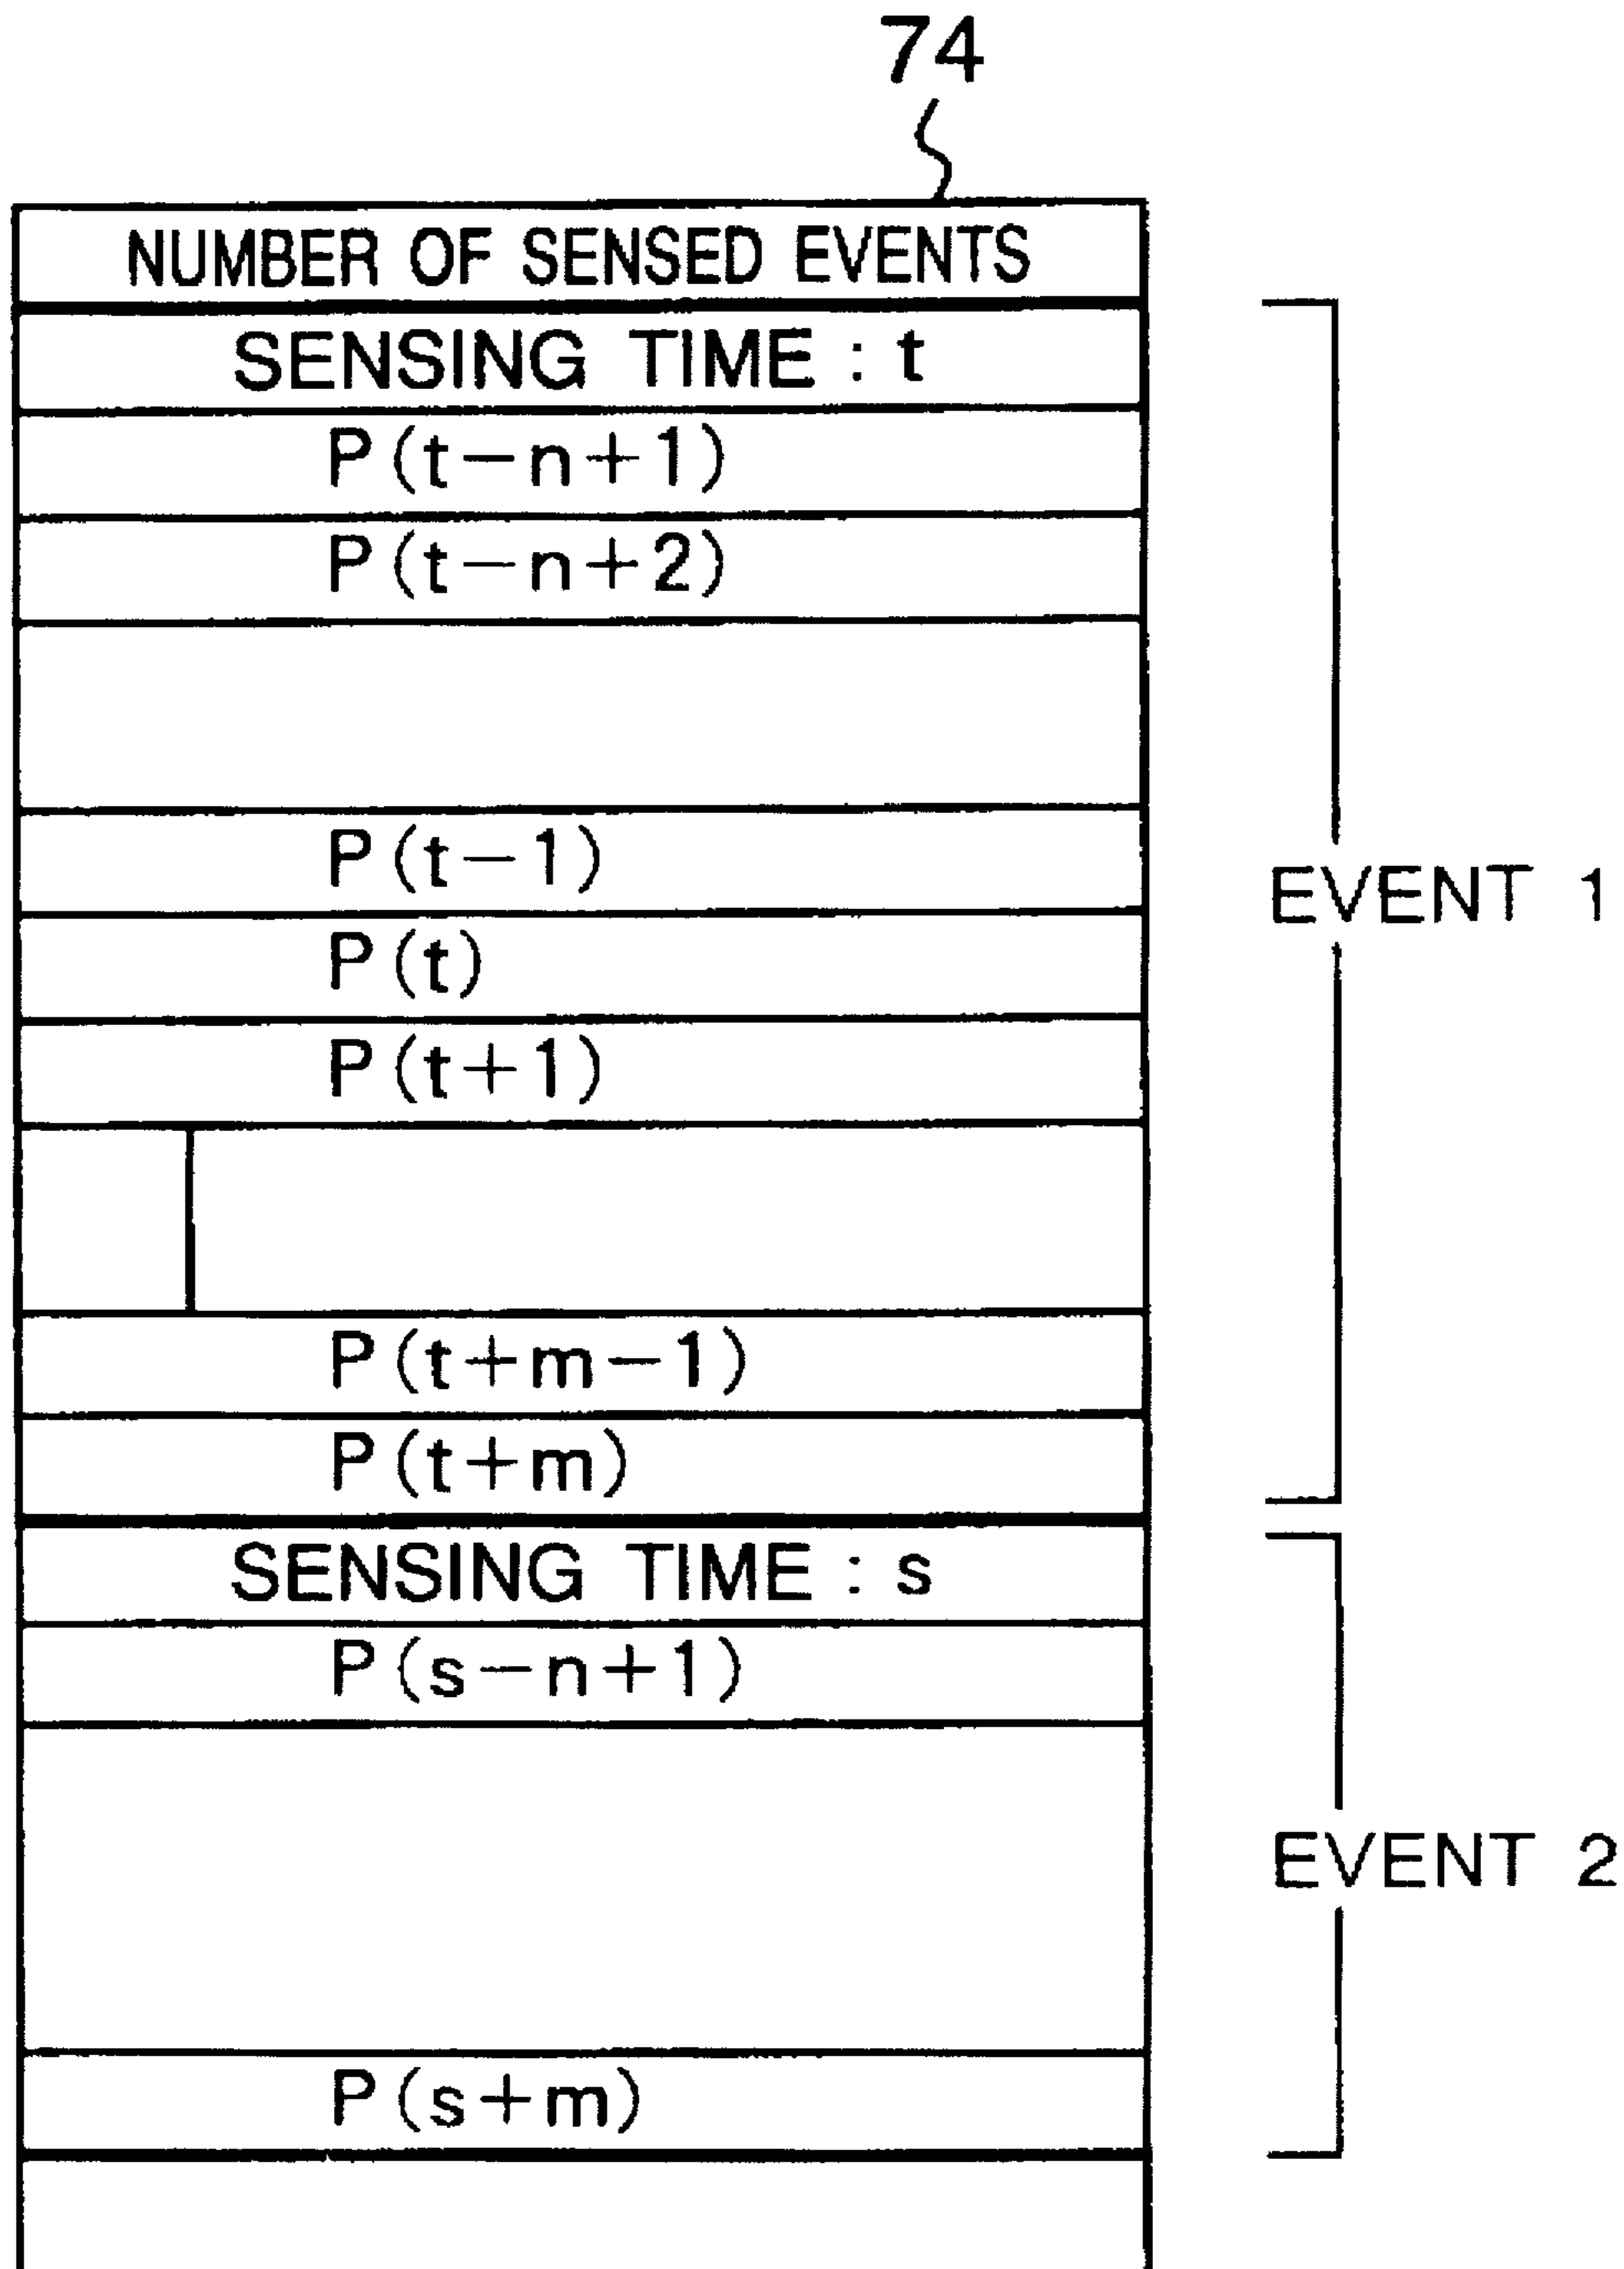 74
NUMBER OF SENSED EVENTS
SENSING TIME : t
P(t-n+1)
P(t-n+2)
P(t-1)
P(t)
P(t+1)
P(t+m-1)
P(t+m)
EVENT 1
SENSING TIME : s
P(s-n+1)
P(s+m)
EVENT 2